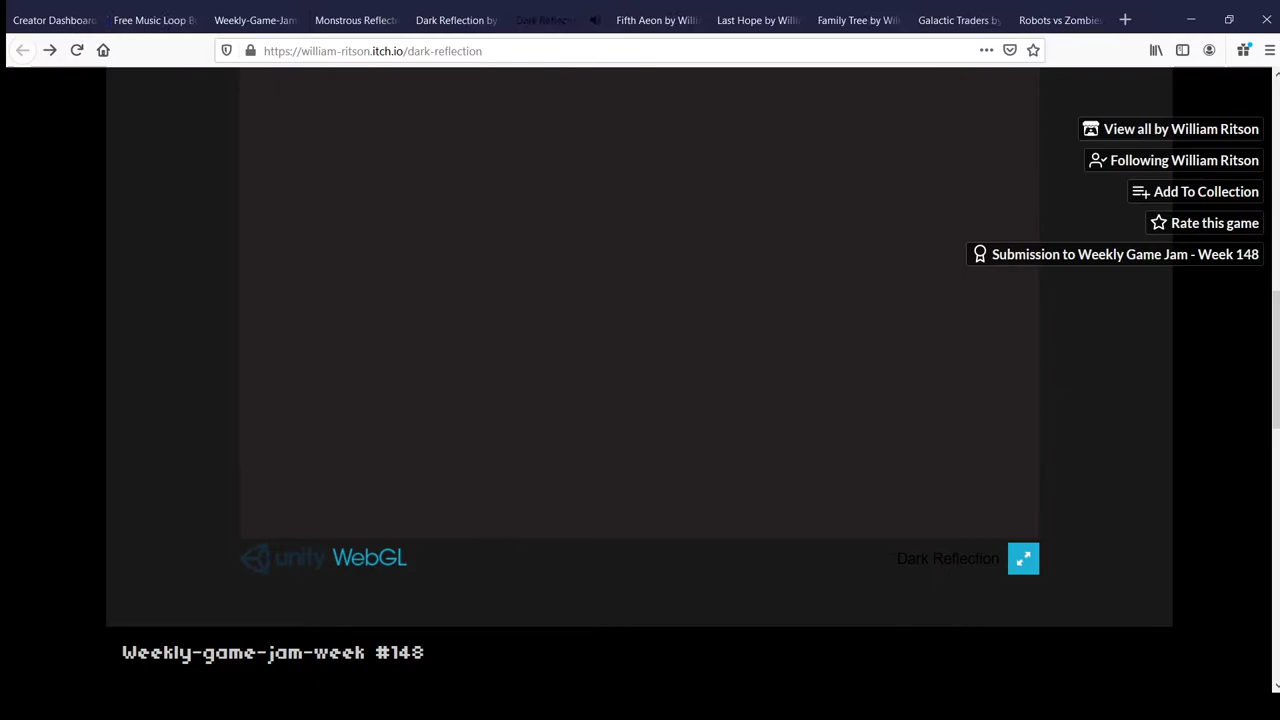 Creator Dashboard Free Music Loop B Weekly-Game-Jam Monstrous Reflect Dark Reflection by Dark Reflec Fifth Aeon by Willi Last Hope by Willi Family Tree by Wil Galactic Traders by Robots vs Zombies
https://william-ritson.itch.io/dark-reflection
View all by William Ritson
Following William Ritson
Add To Collection
Rate this game
Submission to Weekly Game Jam - Week 148
unity WebGL
Dark Reflection
Weekly-game-jam-week #148